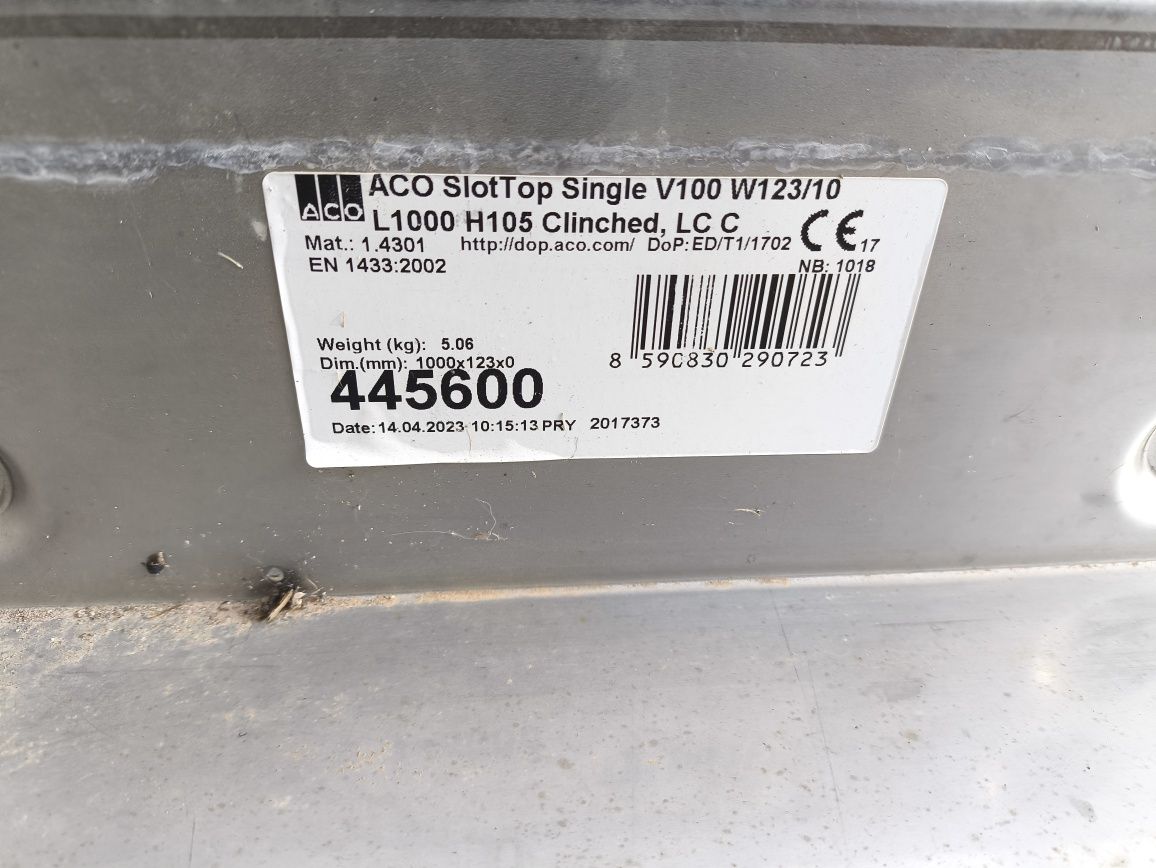 ACO
ACO SlotTop Single V100 W123/10
L1000 H105 Clinched, LC C
Mat.: 1.4301 http://dop.aco.com/ DoP: ED/T1/1702 CE 17
EN 1433:2002 NB: 1018
Weight (kg): 5.06
Dim.(mm): 1000x123x0
8 590830 290723
445600
Date: 14.04.2023 10:15:13 PRY 2017373